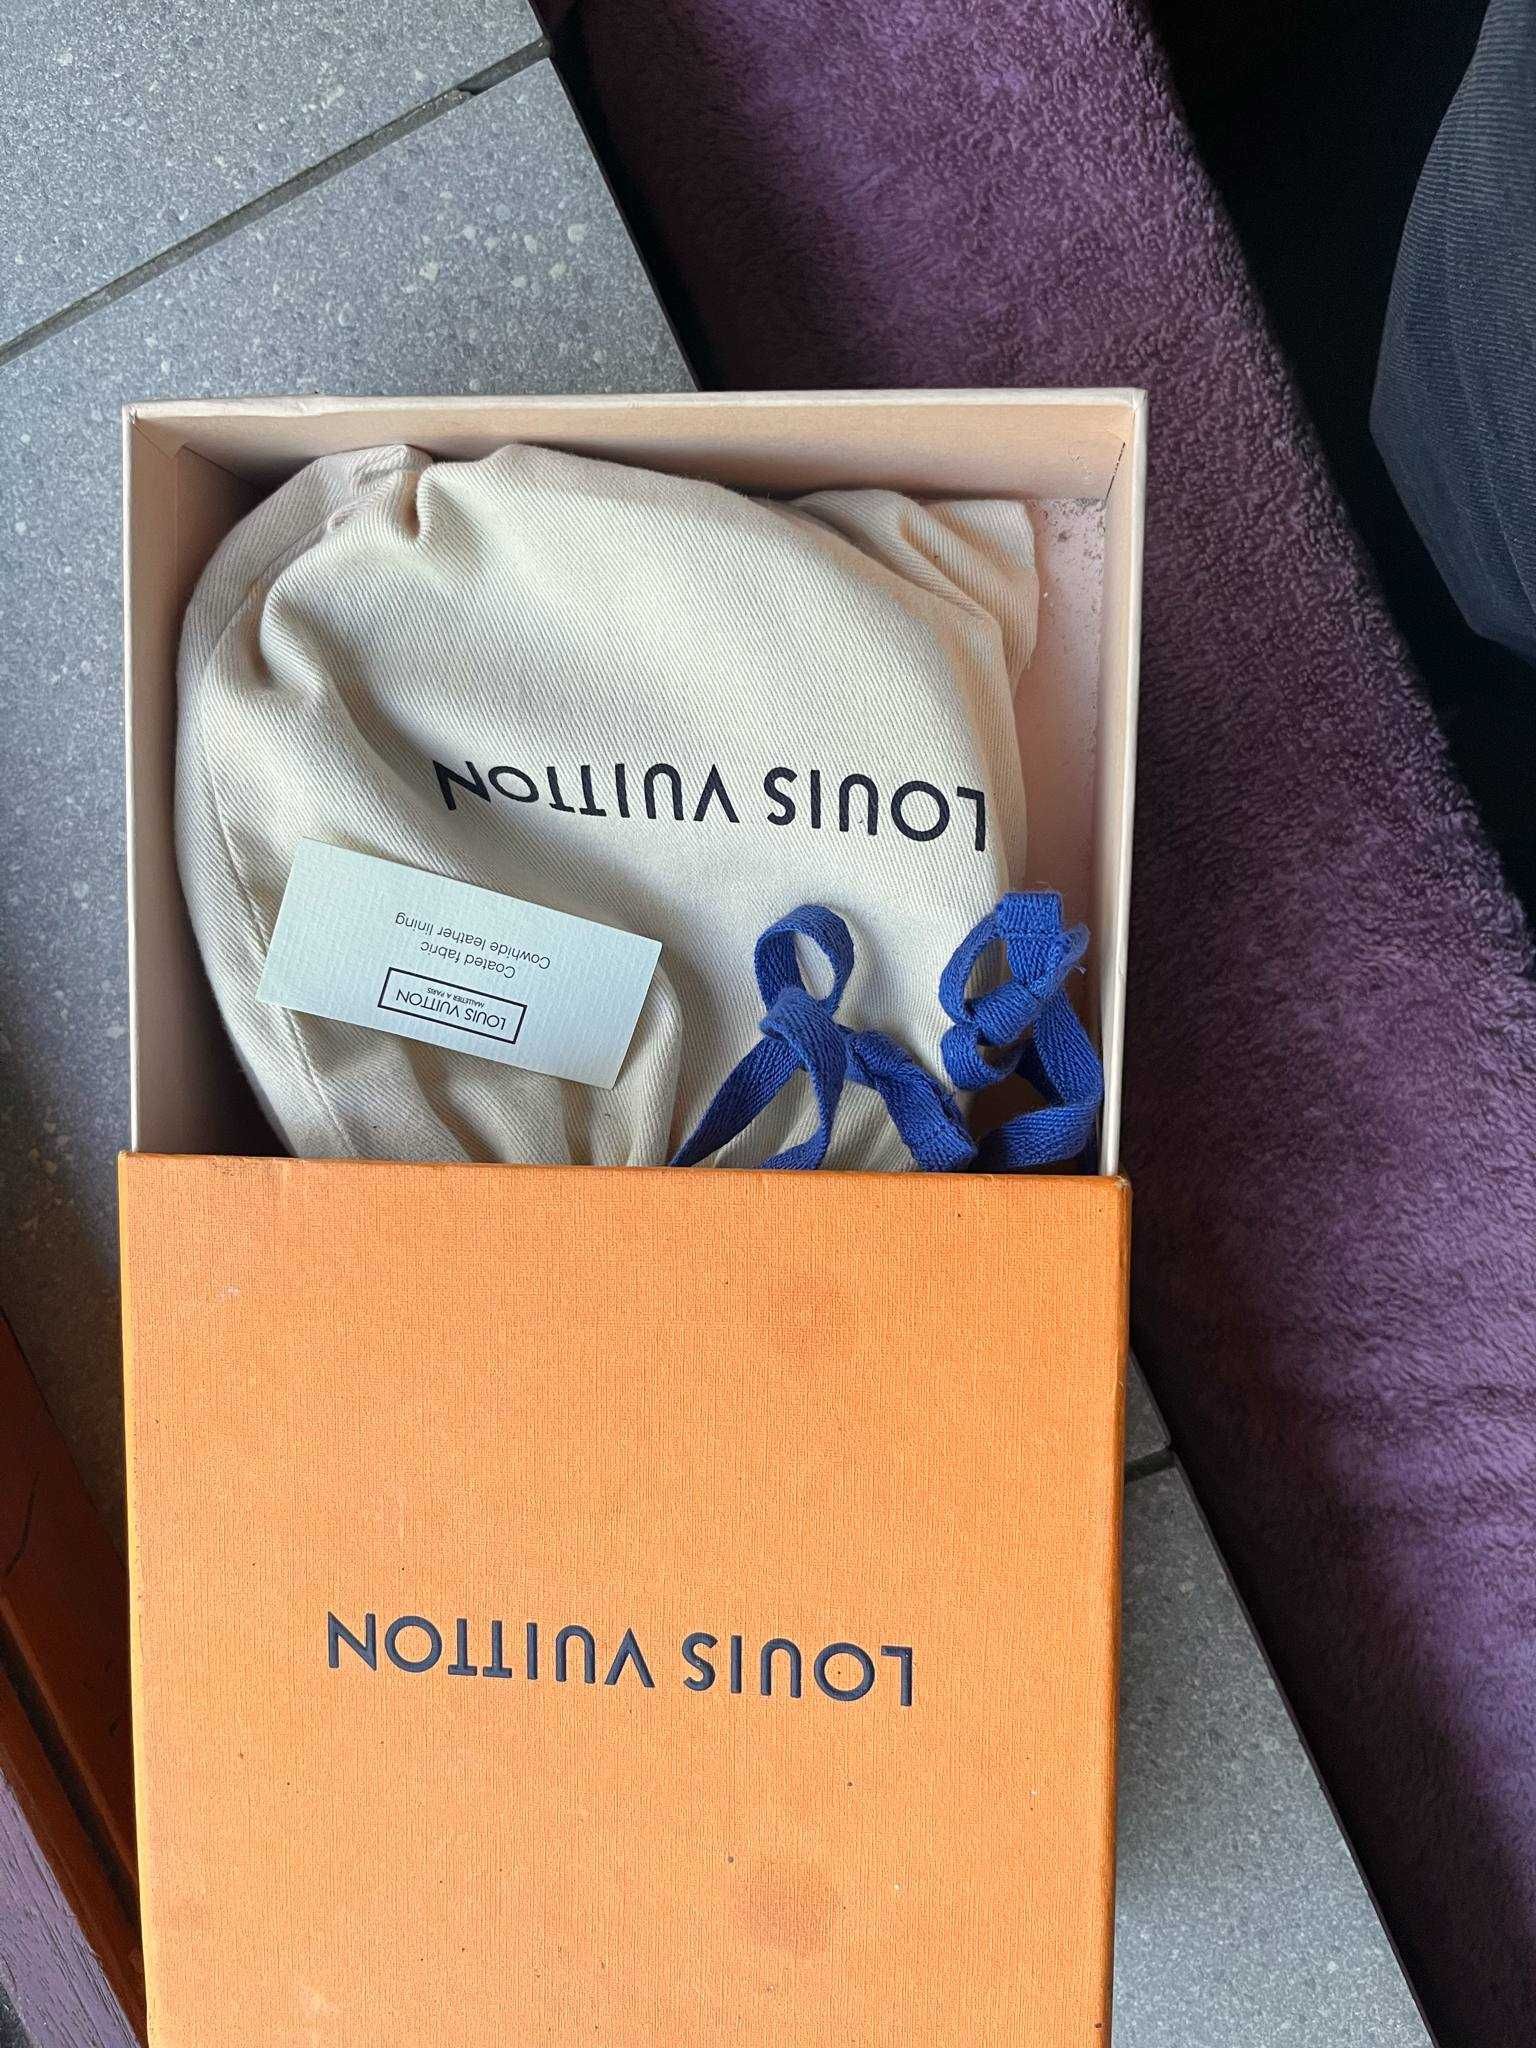 LOUIS VUITTON
LOUIS VUITTON
MALLETIER A PARIS
Coated fabric
Cowhide leather lining
LOUIS VUITTON